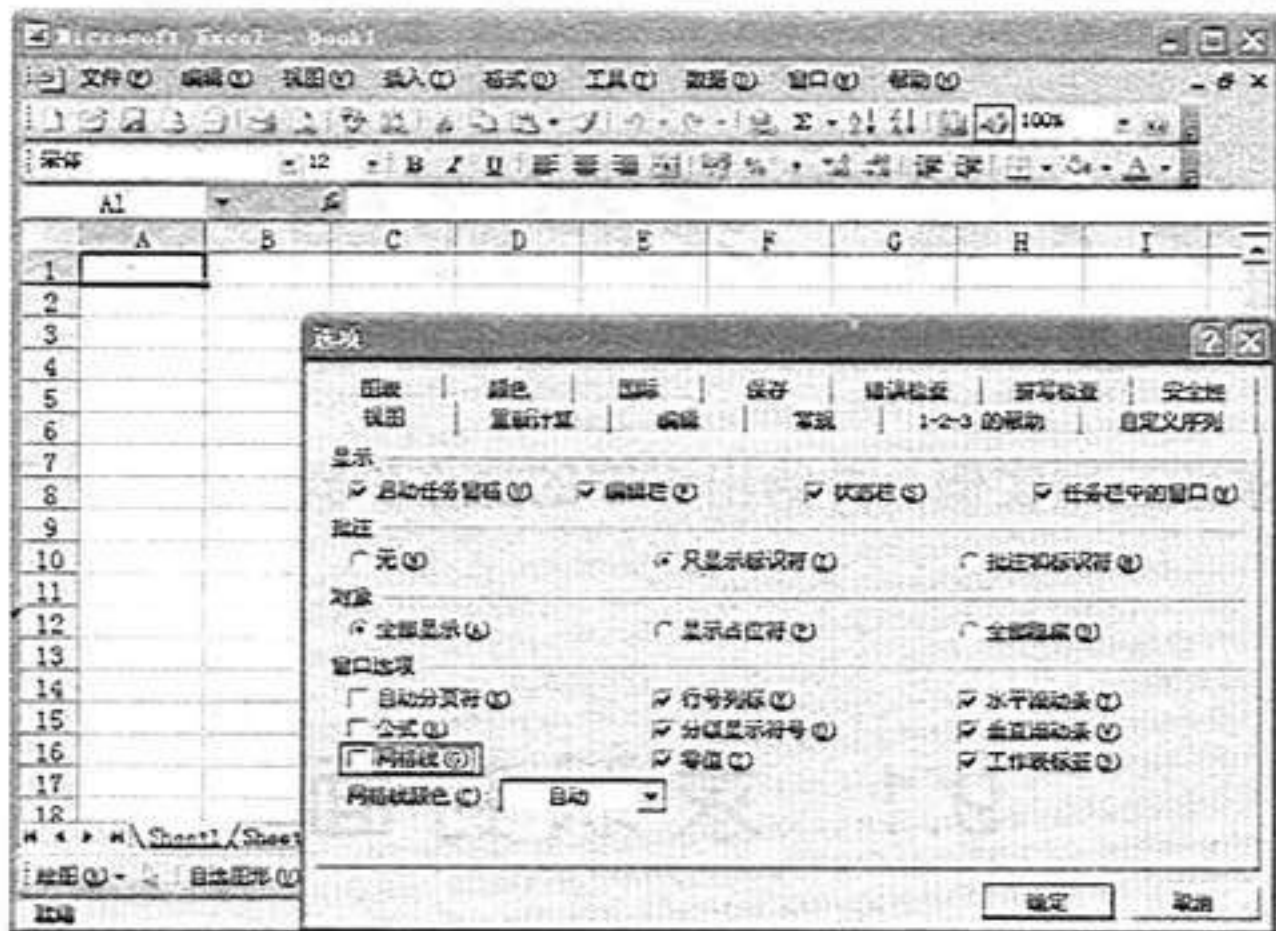 Microsoft Excel - Book1
文件(F) 编辑(E) 视图(V) 插入(I) 格式(O) 工具(T) 数据(D) 窗口(W) 帮助(H)
Σ 100%
宋体 12 B I U % , A
A1 fx
A B C D E F G H I
1
2
3
4
5
6
7
8
9
10
11
12
13
14
15
16
17
18
选项
图表 颜色 国际 保存 错误检查 拼写检查 安全性
视图 重新计算 编辑 常规 1-2-3 的帮助 自定义序列
显示
启动任务窗格(U) 编辑栏(F) 状态栏(S) 任务栏中的窗口(W)
批注
无(N) 只显示标识符(I) 批注和标识符(M)
对象
全部显示(A) 显示占位符(P) 全部隐藏(D)
窗口选项
自动分页符(K) 行号列标(E) 水平滚动条(T)
公式(R) 分级显示符号(O) 垂直滚动条(V)
网格线(G) 零值(Z) 工作表标签(B)
网格线颜色(C) 自动
Sheet1 / Sheet
绘图(R) 自选图形(U)
就绪 确定 取消